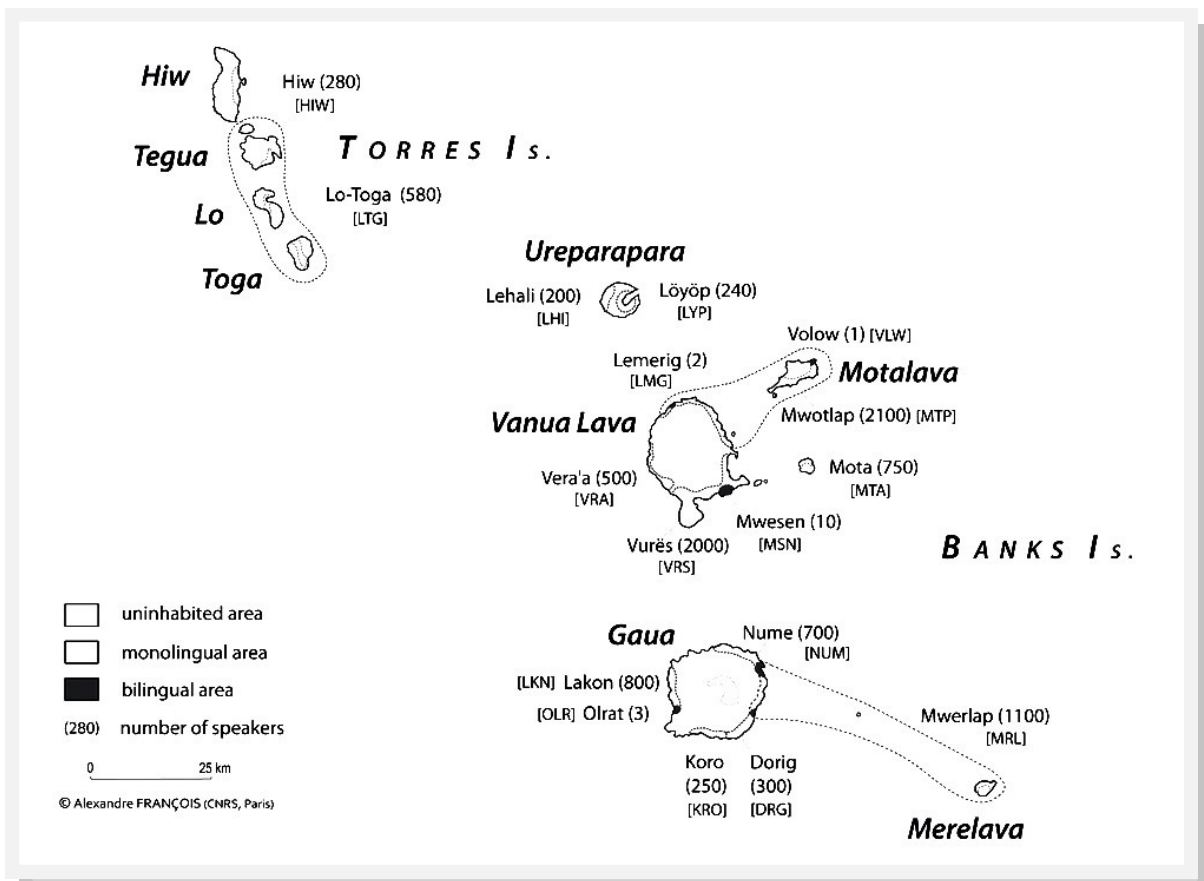 Hiw
Hiw (280)
[HIW]
Tegua
TORRES Is.
Lo
Lo-Toga (580)
[LTG]
Toga
Ureparapara
Lehali (200)
[LHI]
Löyöp (240)
[LYP]
Volow (1) [VLW]
Lemerig (2)
[LMG]
Motalava
Vanua Lava
Mwotlap (2100) [MTP]
Vera'a (500)
[VRA]
Mota (750)
[MTA]
Mwesen (10)
[MSN]
Vurës (2000)
[VRS]
BANKS Is.
uninhabited area
monolingual area
bilingual area
(280) number of speakers
0 25 km
© Alexandre FRANÇOIS (CNRS, Paris)
Gaua
Nume (700)
[NUM]
[LKN] Lakon (800)
[OLR] Olrat (3)
Koro
(250)
[KRO]
Dorig
(300)
[DRG]
Mwerlap (1100)
[MRL]
Merelava